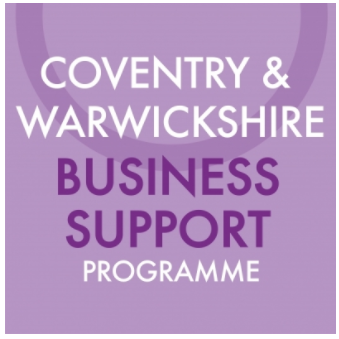 COVENTRY &
WARWICKSHIRE
BUSINESS
SUPPORT
PROGRAMME